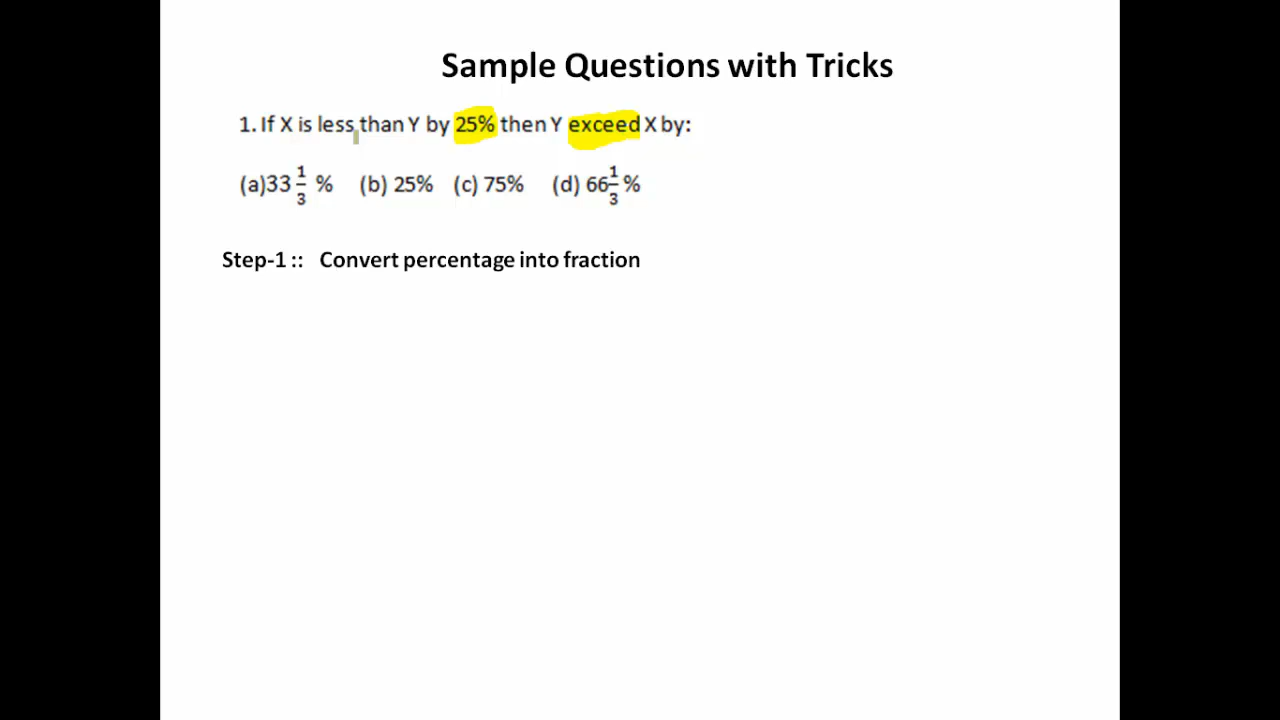 Sample Questions with Tricks
1. If X is less than Y by 25% then Y exceed X by:
(a)33 1/3 % (b) 25% (c) 75% (d) 66 1/3 %
Step-1 :: Convert percentage into fraction